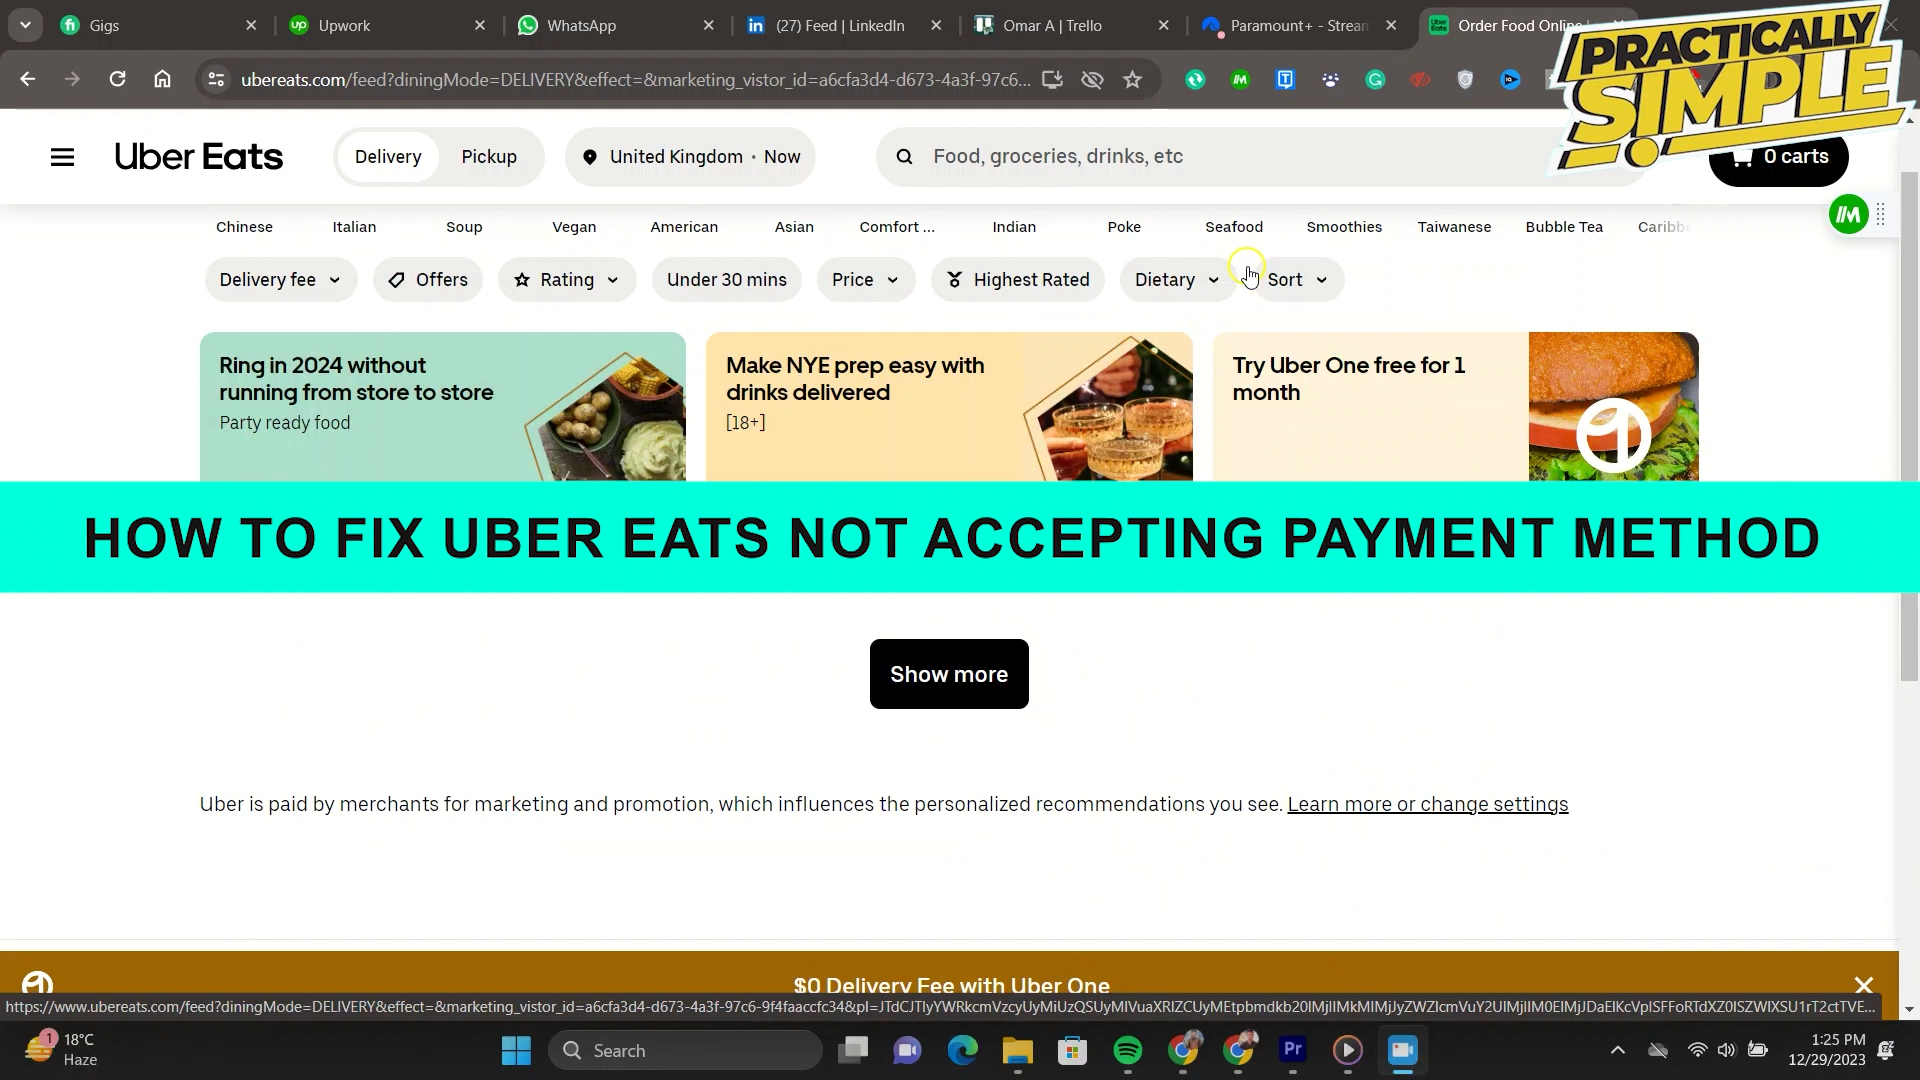 Gigs
Upwork
WhatsApp
(27) Feed | LinkedIn
Omar A | Trello
Paramount+ - Stream
Order Food Online
PRACTICALLY
SIMPLE
ubereats.com/feed?diningMode=DELIVERY&effect=&marketing_vistor_id=a6cfa3d4-d673-4a3f-97c6...
Uber Eats
Delivery
Pickup
United Kingdom • Now
Food, groceries, drinks, etc
0 carts
Chinese
Italian
Soup
Vegan
American
Asian
Comfort ...
Indian
Poke
Seafood
Smoothies
Taiwanese
Bubble Tea
Caribbe
Delivery fee
Offers
Rating
Under 30 mins
Price
Highest Rated
Dietary
Sort
Ring in 2024 without
running from store to store
Party ready food
Make NYE prep easy with
drinks delivered
[18+]
Try Uber One free for 1
month
HOW TO FIX UBER EATS NOT ACCEPTING PAYMENT METHOD
Show more
Uber is paid by merchants for marketing and promotion, which influences the personalized recommendations you see. Learn more or change settings
$0 Delivery Fee with Uber One
18°C
Haze
1
Search
Pr
1:25 PM
12/29/2023